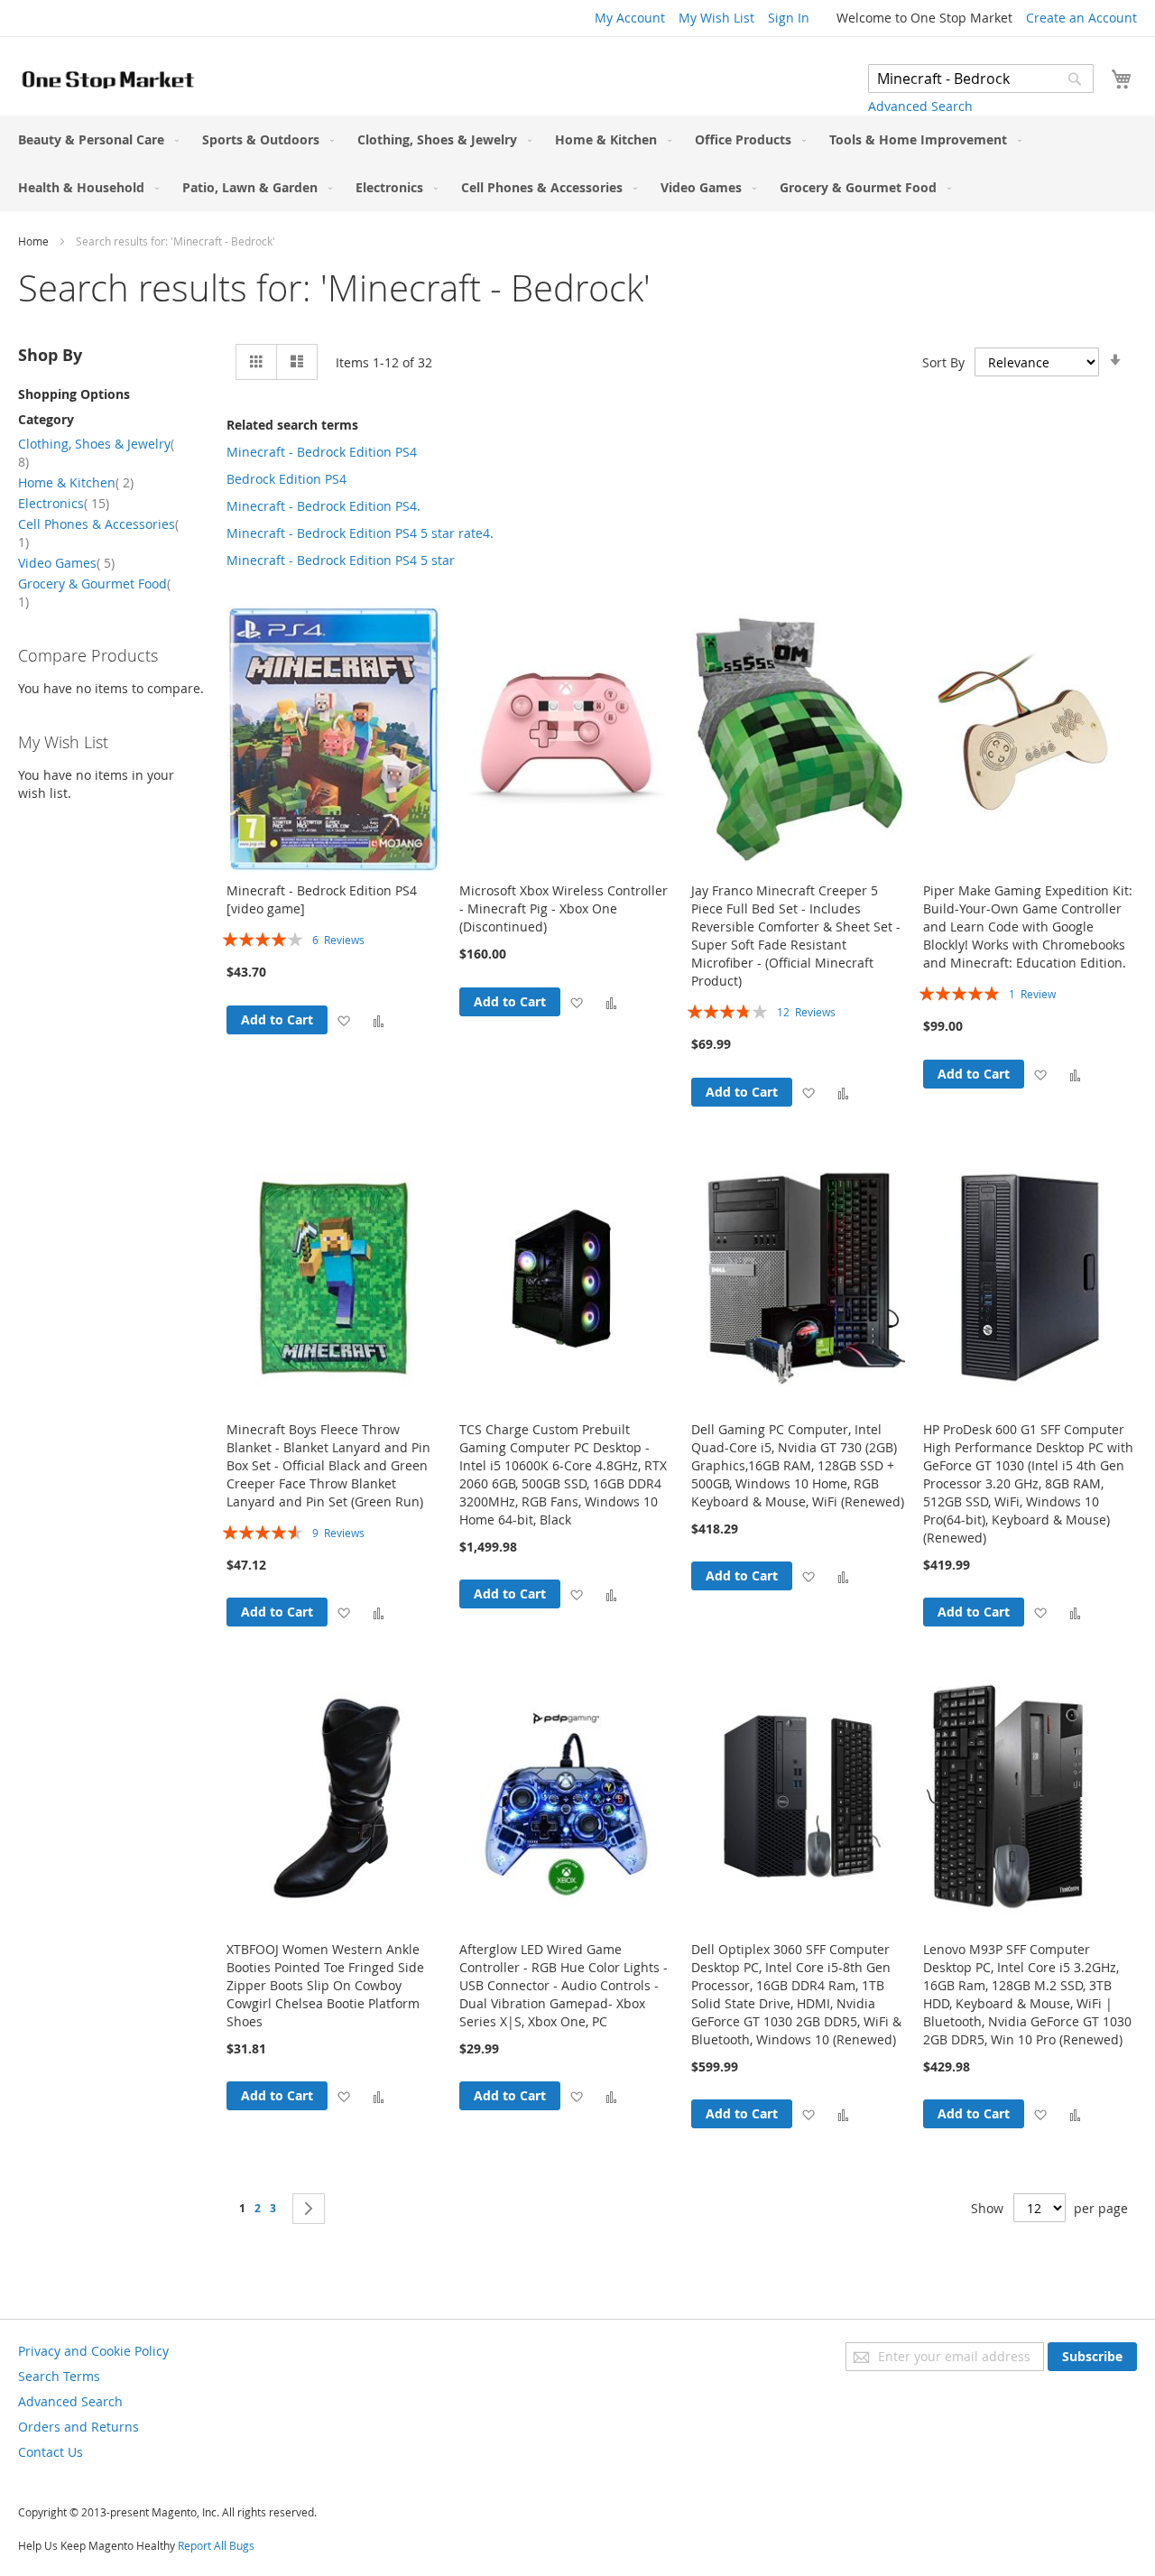 My Account My Wish List Sign In Welcome to One Stop Market Create an Account
One Stop Market
Minecraft - Bedrock
Advanced Search
Beauty & Personal Care Sports & Outdoors Clothing, Shoes & Jewelry Home & Kitchen Office Products Tools & Home Improvement
Health & Household Patio, Lawn & Garden Electronics Cell Phones & Accessories Video Games Grocery & Gourmet Food
Home Search results for: 'Minecraft - Bedrock'
Search results for: 'Minecraft - Bedrock'
Shop By
Shopping Options
Category
Clothing, Shoes & Jewelry(
8)
Home & Kitchen( 2)
Electronics( 15)
Cell Phones & Accessories(
1)
Video Games( 5)
Grocery & Gourmet Food(
1)
Compare Products
You have no items to compare.
My Wish List
You have no items in your
wish list.
Items 1-12 of 32
Sort By Relevance
Related search terms
Minecraft - Bedrock Edition PS4
Bedrock Edition PS4
Minecraft - Bedrock Edition PS4.
Minecraft - Bedrock Edition PS4 5 star rate4.
Minecraft - Bedrock Edition PS4 5 star
PS4
MINECRAFT
7
MOJANG
Minecraft - Bedrock Edition PS4
[video game]
6 Reviews
$43.70
Add to Cart
Microsoft Xbox Wireless Controller
- Minecraft Pig - Xbox One
(Discontinued)
$160.00
Add to Cart
Jay Franco Minecraft Creeper 5
Piece Full Bed Set - Includes
Reversible Comforter & Sheet Set -
Super Soft Fade Resistant
Microfiber - (Official Minecraft
Product)
12 Reviews
$69.99
Add to Cart
Piper Make Gaming Expedition Kit:
Build-Your-Own Game Controller
and Learn Code with Google
Blockly! Works with Chromebooks
and Minecraft: Education Edition.
1 Review
$99.00
Add to Cart
MINECRAFT
Minecraft Boys Fleece Throw
Blanket - Blanket Lanyard and Pin
Box Set - Official Black and Green
Creeper Face Throw Blanket
Lanyard and Pin Set (Green Run)
9 Reviews
$47.12
Add to Cart
TCS Charge Custom Prebuilt
Gaming Computer PC Desktop -
Intel i5 10600K 6-Core 4.8GHz, RTX
2060 6GB, 500GB SSD, 16GB DDR4
3200MHz, RGB Fans, Windows 10
Home 64-bit, Black
$1,499.98
Add to Cart
Dell Gaming PC Computer, Intel
Quad-Core i5, Nvidia GT 730 (2GB)
Graphics,16GB RAM, 128GB SSD +
500GB, Windows 10 Home, RGB
Keyboard & Mouse, WiFi (Renewed)
$418.29
Add to Cart
HP ProDesk 600 G1 SFF Computer
High Performance Desktop PC with
GeForce GT 1030 (Intel i5 4th Gen
Processor 3.20 GHz, 8GB RAM,
512GB SSD, WiFi, Windows 10
Pro(64-bit), Keyboard & Mouse)
(Renewed)
$419.99
Add to Cart
XTBFOOJ Women Western Ankle
Booties Pointed Toe Fringed Side
Zipper Boots Slip On Cowboy
Cowgirl Chelsea Bootie Platform
Shoes
$31.81
Add to Cart
pdpgaming
XBOX
Afterglow LED Wired Game
Controller - RGB Hue Color Lights -
USB Connector - Audio Controls -
Dual Vibration Gamepad- Xbox
Series X|S, Xbox One, PC
$29.99
Add to Cart
Dell Optiplex 3060 SFF Computer
Desktop PC, Intel Core i5-8th Gen
Processor, 16GB DDR4 Ram, 1TB
Solid State Drive, HDMI, Nvidia
GeForce GT 1030 2GB DDR5, WiFi &
Bluetooth, Windows 10 (Renewed)
$599.99
Add to Cart
Lenovo M93P SFF Computer
Desktop PC, Intel Core i5 3.2GHz,
16GB Ram, 128GB M.2 SSD, 3TB
HDD, Keyboard & Mouse, WiFi |
Bluetooth, Nvidia GeForce GT 1030
2GB DDR5, Win 10 Pro (Renewed)
$429.98
Add to Cart
1 2 3
Show 12 per page
Privacy and Cookie Policy
Search Terms
Advanced Search
Orders and Returns
Contact Us
Enter your email address Subscribe
Copyright © 2013-present Magento, Inc. All rights reserved.
Help Us Keep Magento Healthy Report All Bugs